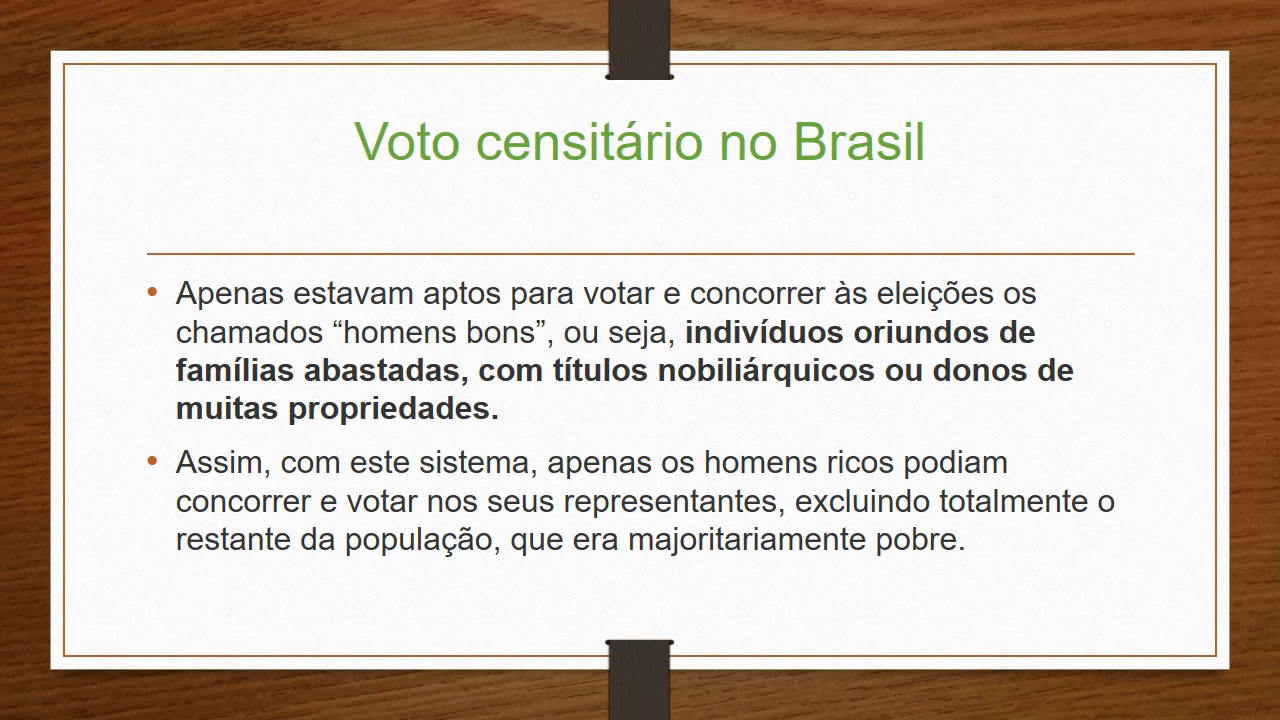 Voto censitário no Brasil
• Apenas estavam aptos para votar e concorrer às eleições os
chamados “homens bons”, ou seja, indivíduos oriundos de
famílias abastadas, com títulos nobiliárquicos ou donos de
muitas propriedades.
• Assim, com este sistema, apenas os homens ricos podiam
concorrer e votar nos seus representantes, excluindo totalmente o
restante da população, que era majoritariamente pobre.